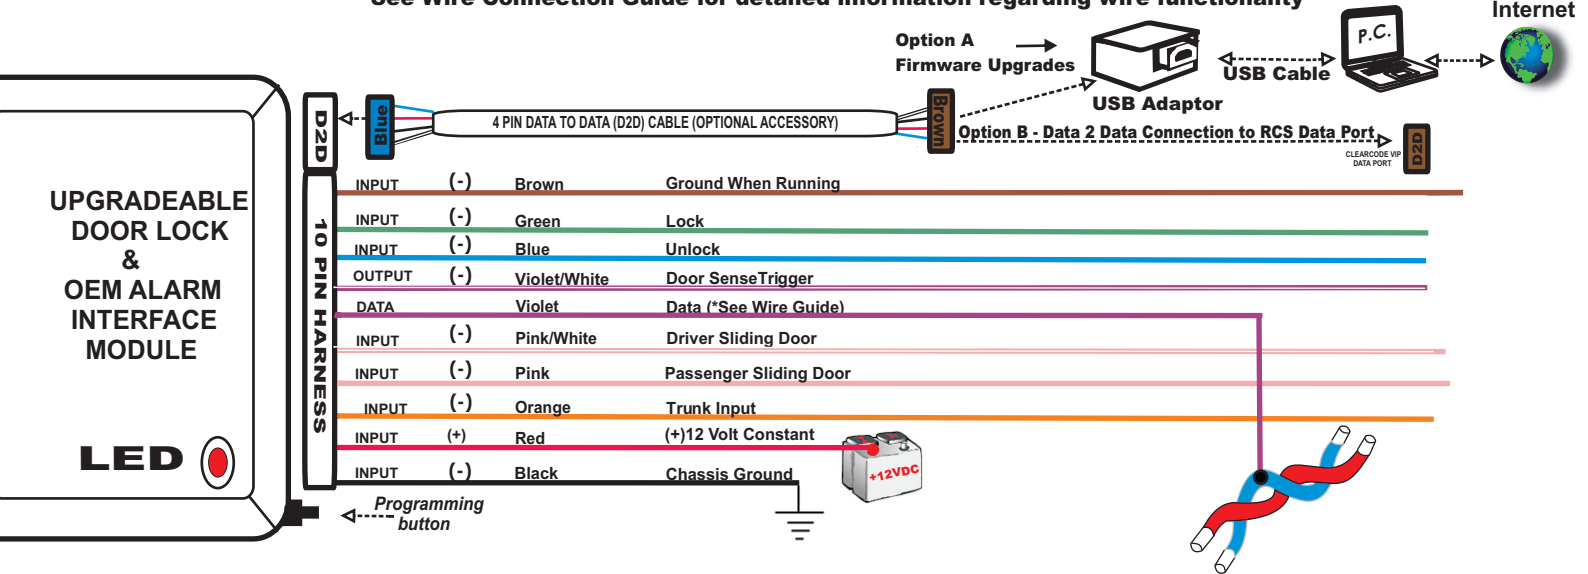 See Wire Connection Guide for detailed information regarding wire functionality
Internet
Option A
Firmware Upgrades
P.C.
USB Cable
USB Adaptor
D2D
Blue
4 PIN DATA TO DATA (D2D) CABLE (OPTIONAL ACCESSORY)
Brown
Option B - Data 2 Data Connection to RCS Data Port
CLEARCODE VIP
DATA PORT
D2D
UPGRADEABLE
DOOR LOCK
&
OEM ALARM
INTERFACE
MODULE
LED
10 PIN HARNESS
INPUT (-) Brown Ground When Running
INPUT (-) Green Lock
INPUT (-) Blue Unlock
OUTPUT (-) Violet/White Door SenseTrigger
DATA Violet Data (*See Wire Guide)
INPUT (-) Pink/White Driver Sliding Door
INPUT (-) Pink Passenger Sliding Door
INPUT (-) Orange Trunk Input
INPUT (+) Red (+)12 Volt Constant
INPUT (-) Black Chassis Ground
+12VDC
Programming
button